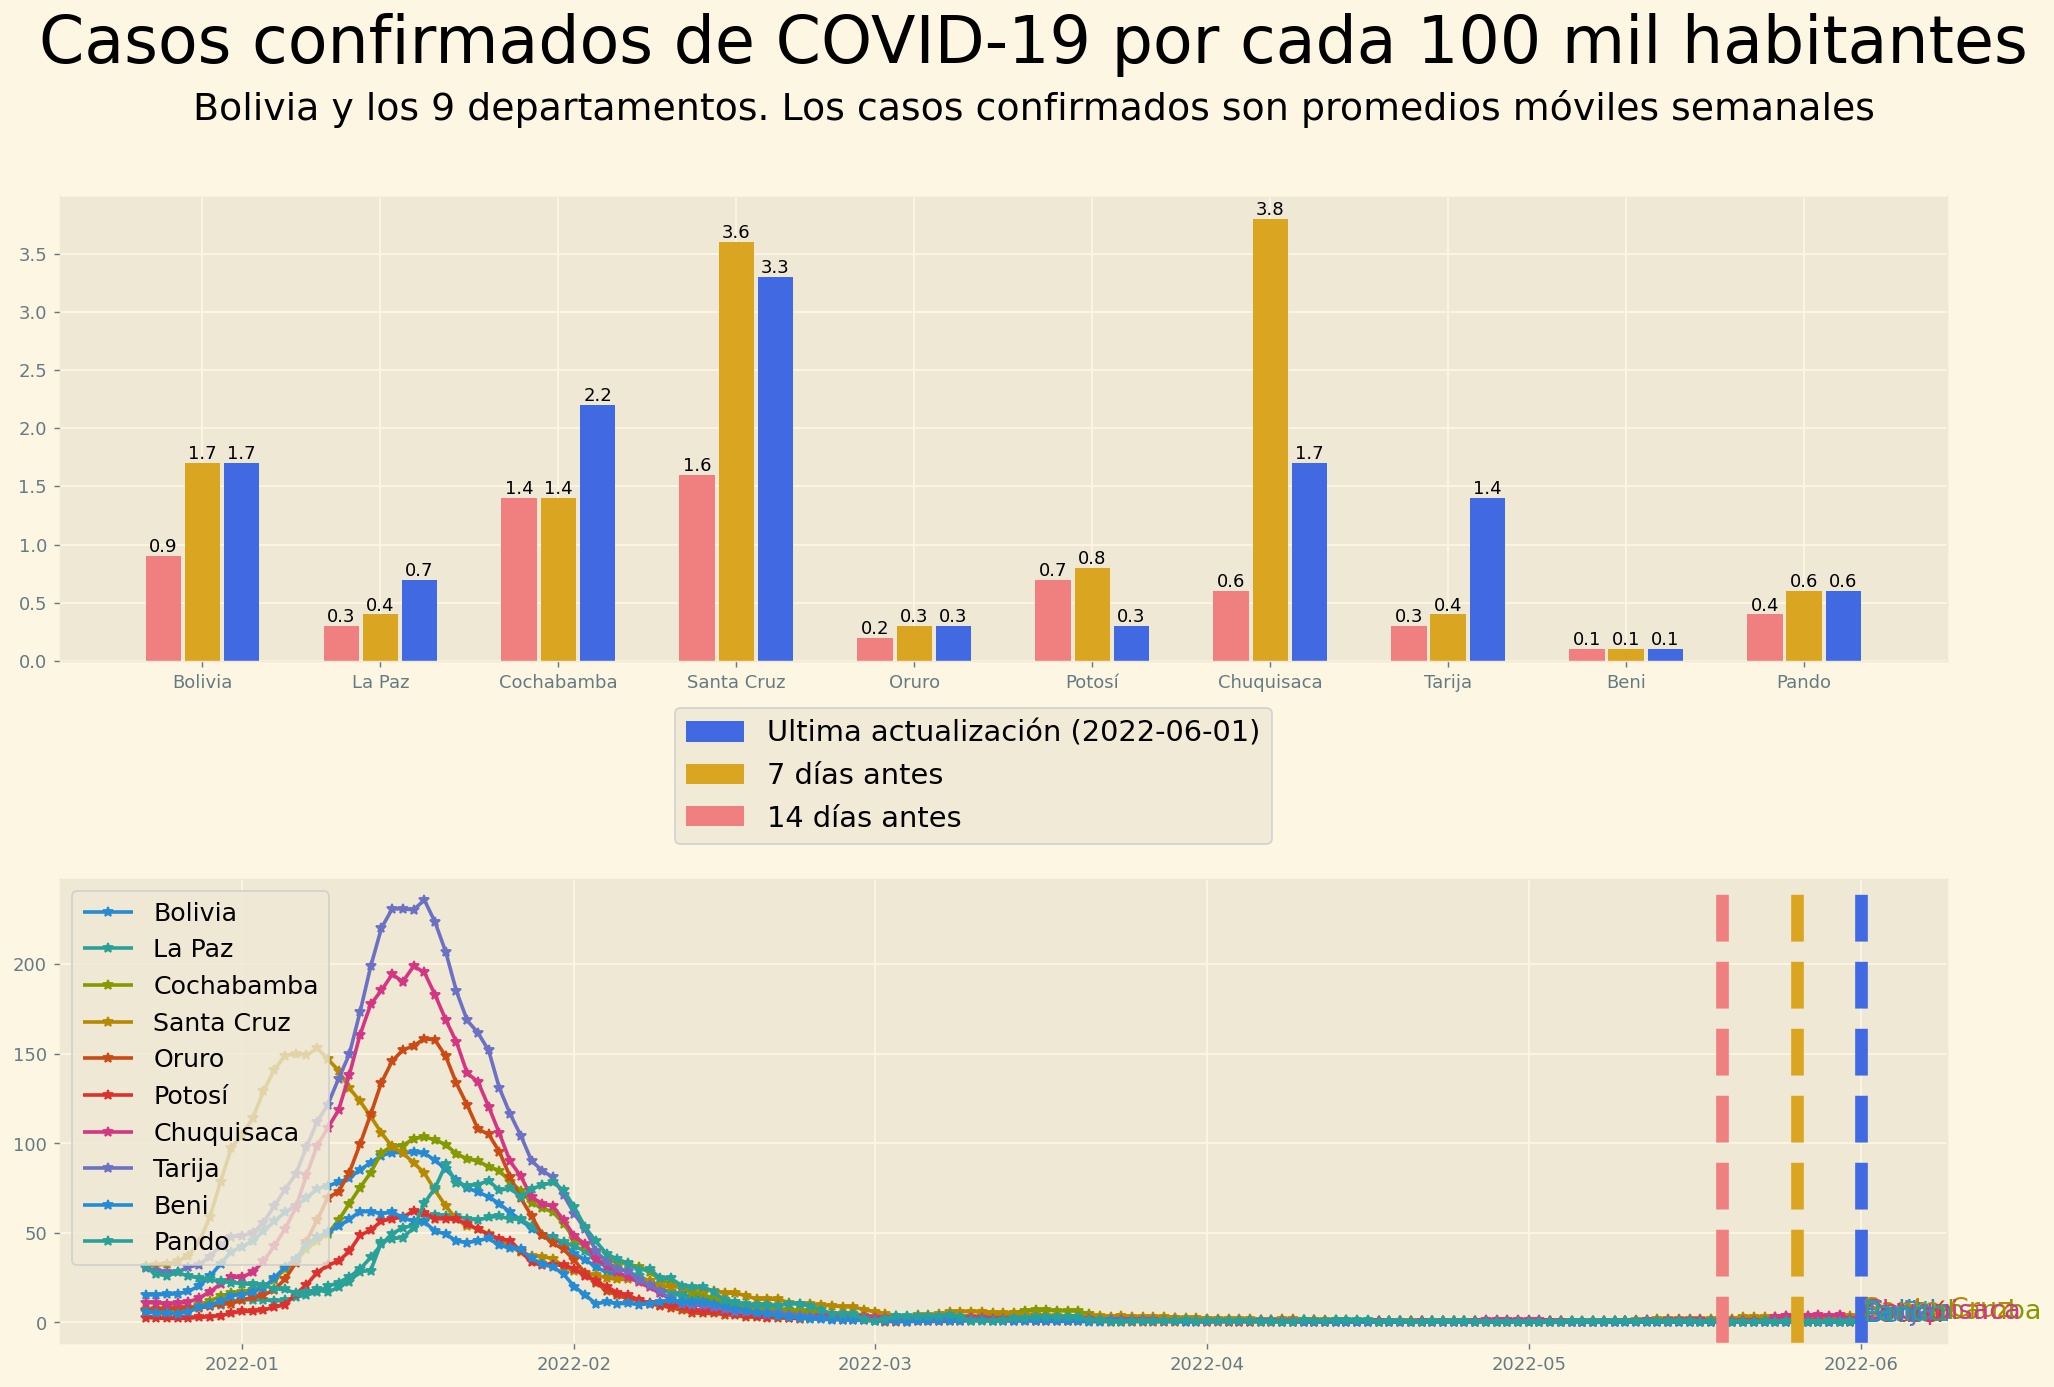 Casos confirmados de COVID-19 por cada 100 mil habitantes
Bolivia y los 9 departamentos. Los casos confirmados son promedios móviles semanales
3.5
3.0
2.5
2.0
1.5
1.0
0.5
0.0
0.9 1.7 1.7
0.3 0.4 0.7
1.4 1.4 2.2
1.6 3.6 3.3
0.2 0.3 0.3
0.7 0.8 0.3
0.6 3.8 1.7
0.3 0.4 1.4
0.1 0.1 0.1
0.4 0.6 0.6
Bolivia La Paz Cochabamba Santa Cruz Oruro Potosí Chuquisaca Tarija Beni Pando
Ultima actualización (2022-06-01)
7 días antes
14 días antes
Bolivia
La Paz
Cochabamba
Santa Cruz
Oruro
Potosí
Chuquisaca
Tarija
Beni
Pando
200
150
100
50
0
2022-01 2022-02 2022-03 2022-04 2022-05 2022-06